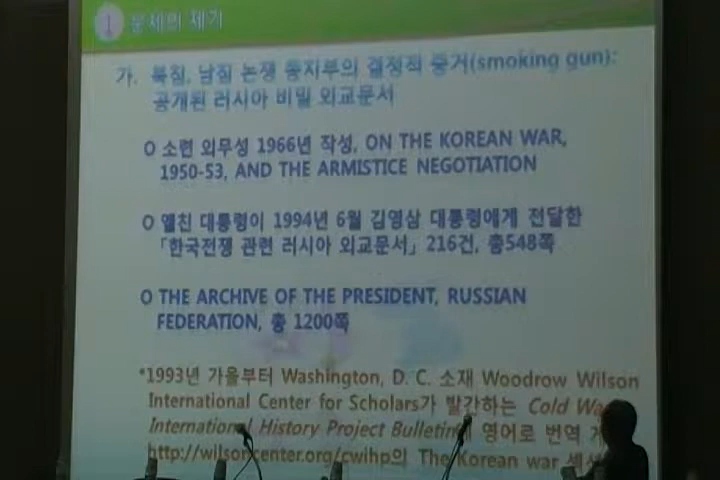 1 문제의 제기
가. 북침, 남침 논쟁 종지부의 결정적 증거(smoking gun):
공개된 러시아 비밀 외교문서
O 소련 외무성 1966년 작성, ON THE KOREAN WAR,
1950-53, AND THE ARMISTICE NEGOTIATION
O 옐친 대통령이 1994년 6월 김영삼 대통령에게 전달한
「한국전쟁 관련 러시아 외교문서」 216건, 총548쪽
O THE ARCHIVE OF THE PRESIDENT, RUSSIAN
FEDERATION, 총 1200쪽
*1993년 가을부터 Washington, D. C. 소재 Woodrow Wilson
International Center for Scholars가 발간하는 Cold
International History Project Bulletin에 영어로 번역
http://wilsoncenter.org/cwihp의 The Korean war